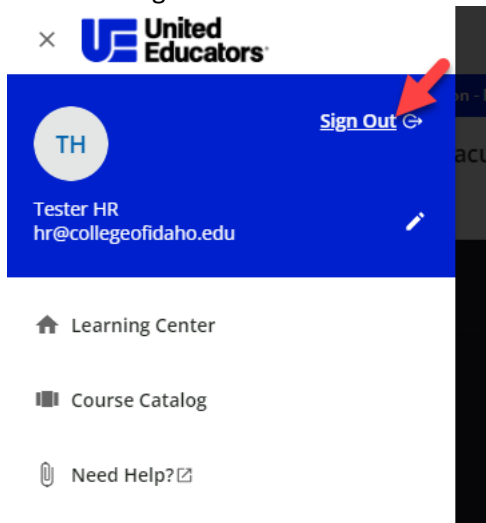 United
Educators
Sign Out
TH
Tester HR
hr@collegeofidaho.edu
Learning Center
Course Catalog
Need Help?